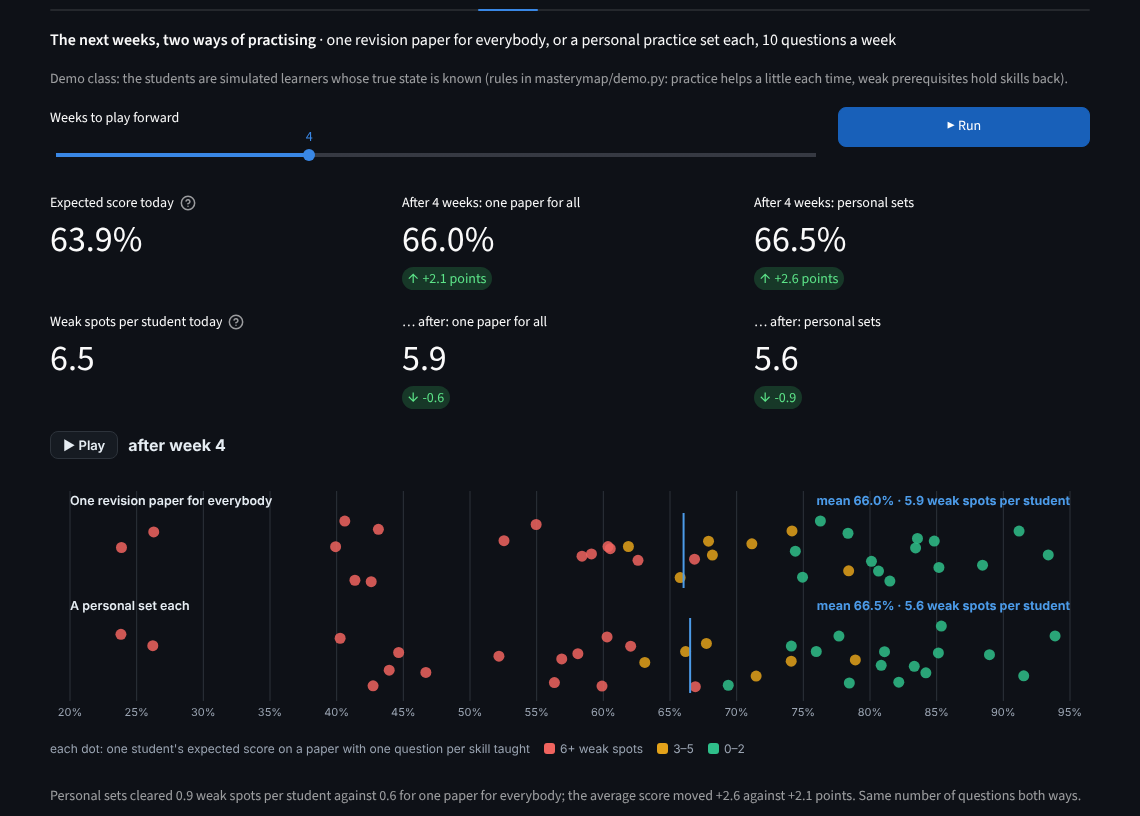 The next weeks, two ways of practising · one revision paper for everybody, or a personal practice set each, 10 questions a week
Demo class: the students are simulated learners whose true state is known (rules in masterymap/demo.py: practice helps a little each time, weak prerequisites hold skills back).
Weeks to play forward
4
▶ Run
Expected score today ?
After 4 weeks: one paper for all
After 4 weeks: personal sets
63.9%
66.0%
66.5%
↑ +2.1 points
↑ +2.6 points
Weak spots per student today ?
… after: one paper for all
… after: personal sets
6.5
5.9
5.6
↓ -0.6
↓ -0.9
▶ Play after week 4
One revision paper for everybody
mean 66.0% · 5.9 weak spots per student
A personal set each
mean 66.5% · 5.6 weak spots per student
20% 25% 30% 35% 40% 45% 50% 55% 60% 65% 70% 75% 80% 85% 90% 95%
each dot: one student's expected score on a paper with one question per skill taught 6+ weak spots 3–5 0–2
Personal sets cleared 0.9 weak spots per student against 0.6 for one paper for everybody; the average score moved +2.6 against +2.1 points. Same number of questions both ways.